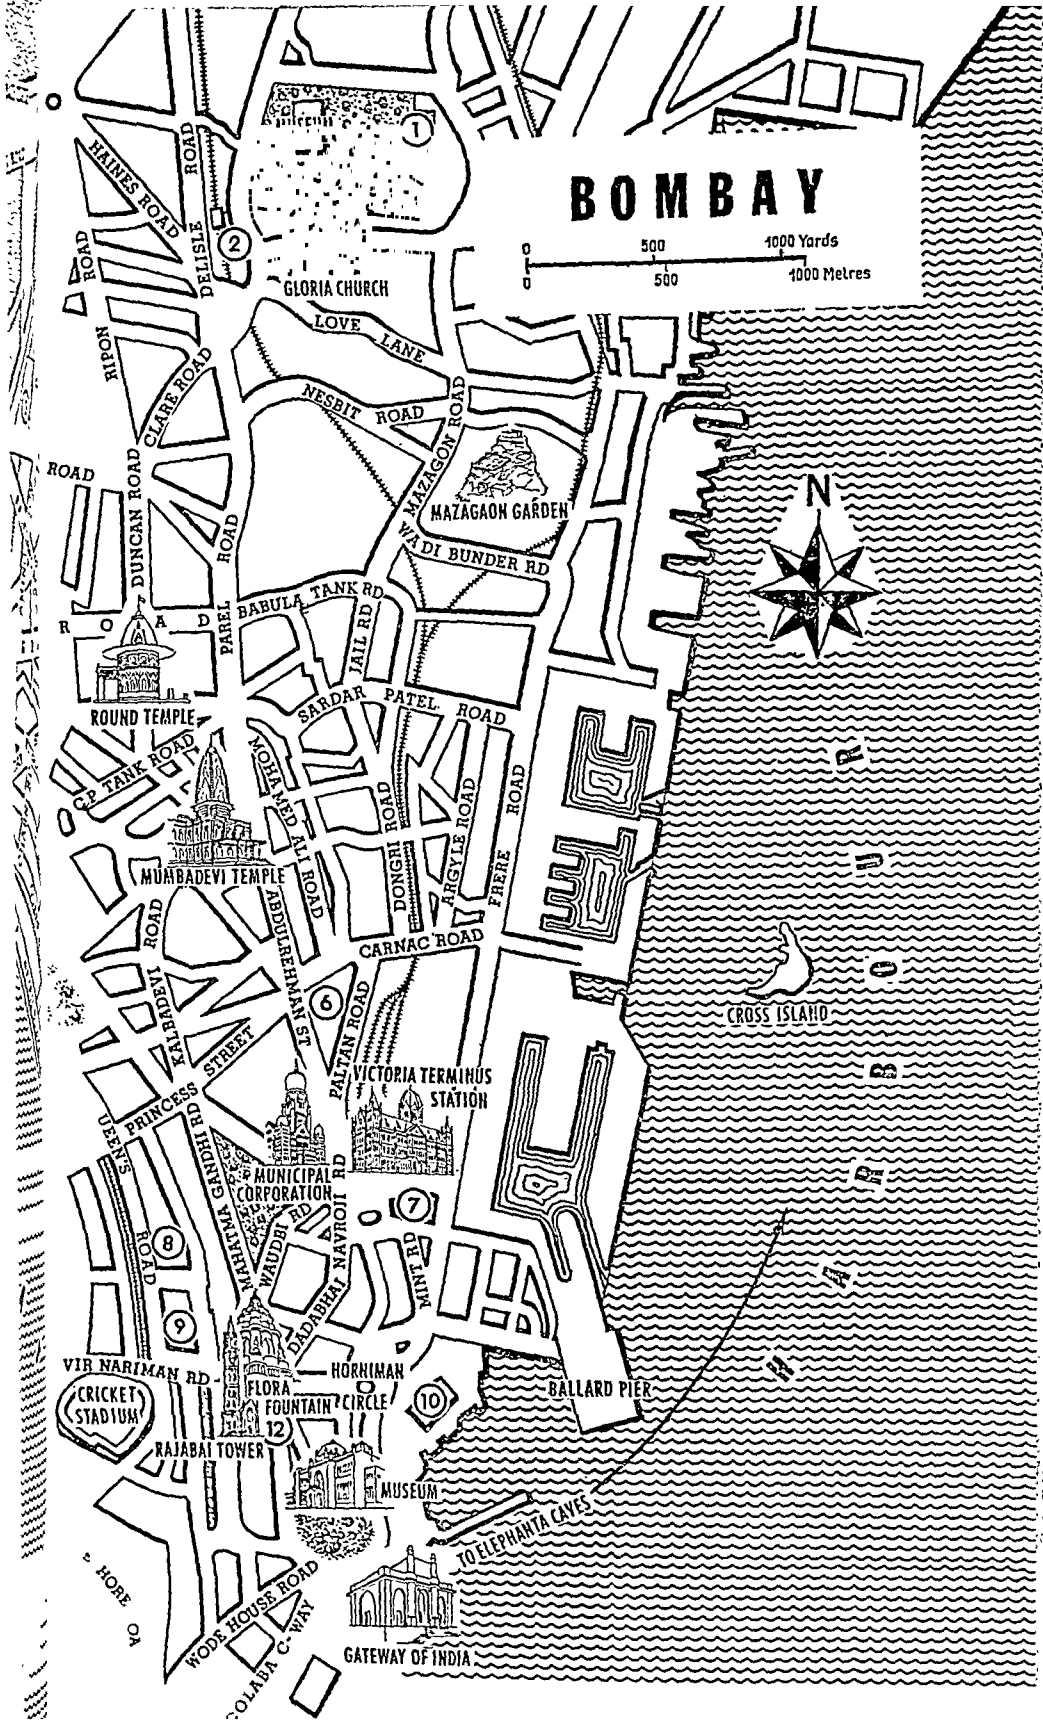 museum
1
BOMBAY
0 500 1000 Yards
0 500 1000 Metres
HAINES ROAD
DELISLE ROAD
2
RIPON ROAD
GLORIA CHURCH
LOVE LANE
CLARE ROAD
NESBIT ROAD
MAZAGON ROAD
ROAD
DUNCAN ROAD
MAZAGAON GARDEN
N
WADI BUNDER RD
PAREL ROAD
BABULA TANK RD
ROAD
JAIL RD
ROUND TEMPLE
SARDAR PATEL ROAD
C.P TANK ROAD
MOHAMED ALI ROAD
DONGRI ROAD
ARGYLE ROAD
FRERE ROAD
MUMBADEVI TEMPLE
ABDULREHMAN ST
CARNAC ROAD
KALBADEVI ROAD
6
PALTAN ROAD
CROSS ISLAND
HARBOUR
PRINCESS STREET
VICTORIA TERMINUS
STATION
UEEN'S ROAD
MAHATMA GANDHI RD
MUNICIPAL
CORPORATION
WAUDBI RD
DADABHAI NAVROJI RD
7
MINT RD
8
9
VIR NARIMAN RD
CRICKET
STADIUM
FLORA
FOUNTAIN
HORNIMAN
CIRCLE
10
BALLARD PIER
12
RAJABAI TOWER
MUSEUM
TO ELEPHANTA CAVES
HORE
OA
WODE HOUSE ROAD
COLABA C-WAY
GATEWAY OF INDIA